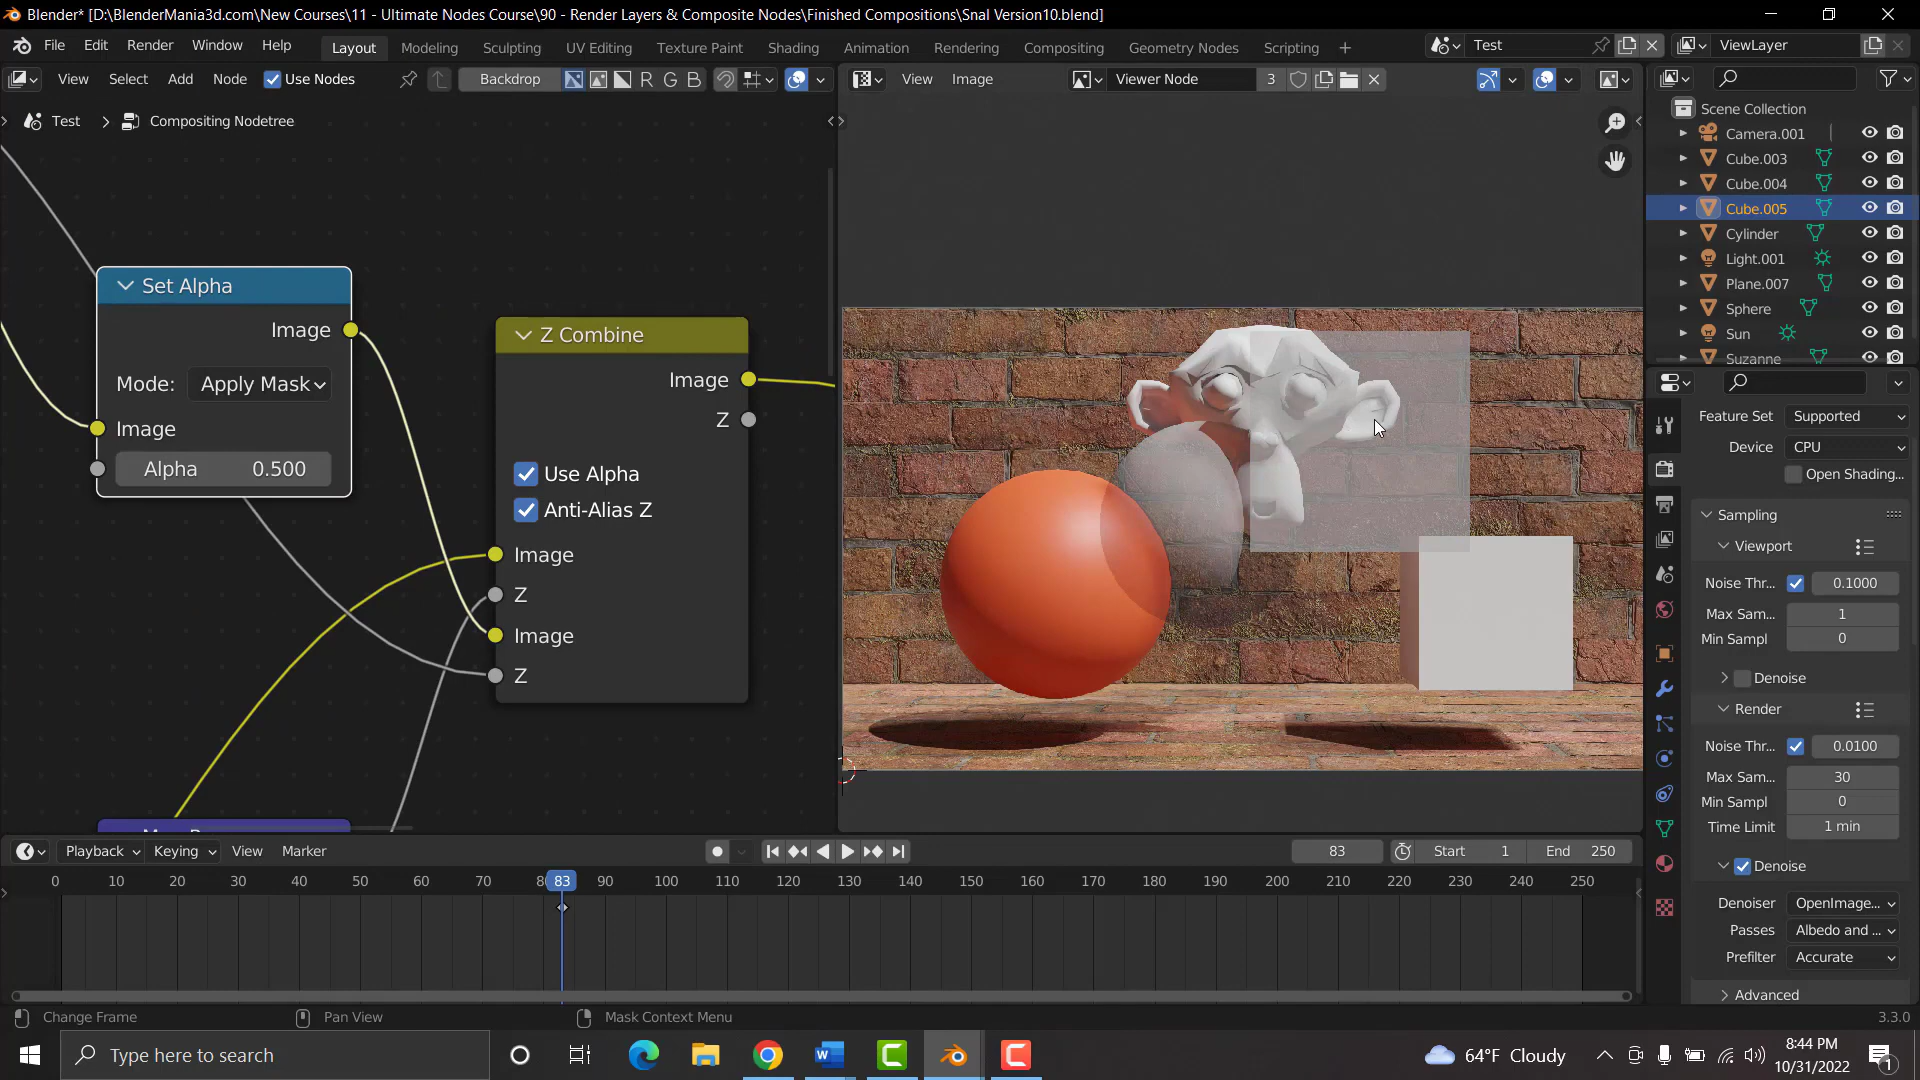 Blender* [D:\BlenderMania3d.com\New Courses\11 - Ultimate Nodes Course\90 - Render Layers & Composite Nodes\Finished Compositions\Snal Version10.blend]
File Edit Render Window Help Layout Modeling Sculpting UV Editing Texture Paint Shading Animation Rendering Compositing Geometry Nodes Scripting + Test ViewLayer
View Select Add Node Use Nodes Backdrop R G B View Image Viewer Node 3
Test > Compositing Nodetree
Scene Collection
Camera.001
Cube.003
Cube.004
Cube.005
Cylinder
Light.001
Plane.007
Sphere
Sun
Suzanne
Set Alpha
Image
Mode: Apply Mask
Image
Alpha 0.500
Z Combine
Image
Z
Use Alpha
Anti-Alias Z
Image
Z
Image
Z
Feature Set Supported
Device CPU
Open Shading...
Sampling
Viewport
Noise Thr... 0.1000
Max Sam... 1
Min Sampl 0
Denoise
Render
Noise Thr... 0.0100
Max Sam... 30
Min Sampl 0
Time Limit 1 min
Denoise
Denoiser OpenImage...
Passes Albedo and ...
Prefilter Accurate
Advanced
Playback Keying View Marker 83 Start 1 End 250
0 10 20 30 40 50 60 70 80 83 90 100 110 120 130 140 150 160 170 180 190 200 210 220 230 240 250
Change Frame Pan View Mask Context Menu 3.3.0
Type here to search 64°F Cloudy 8:44 PM
10/31/2022
1